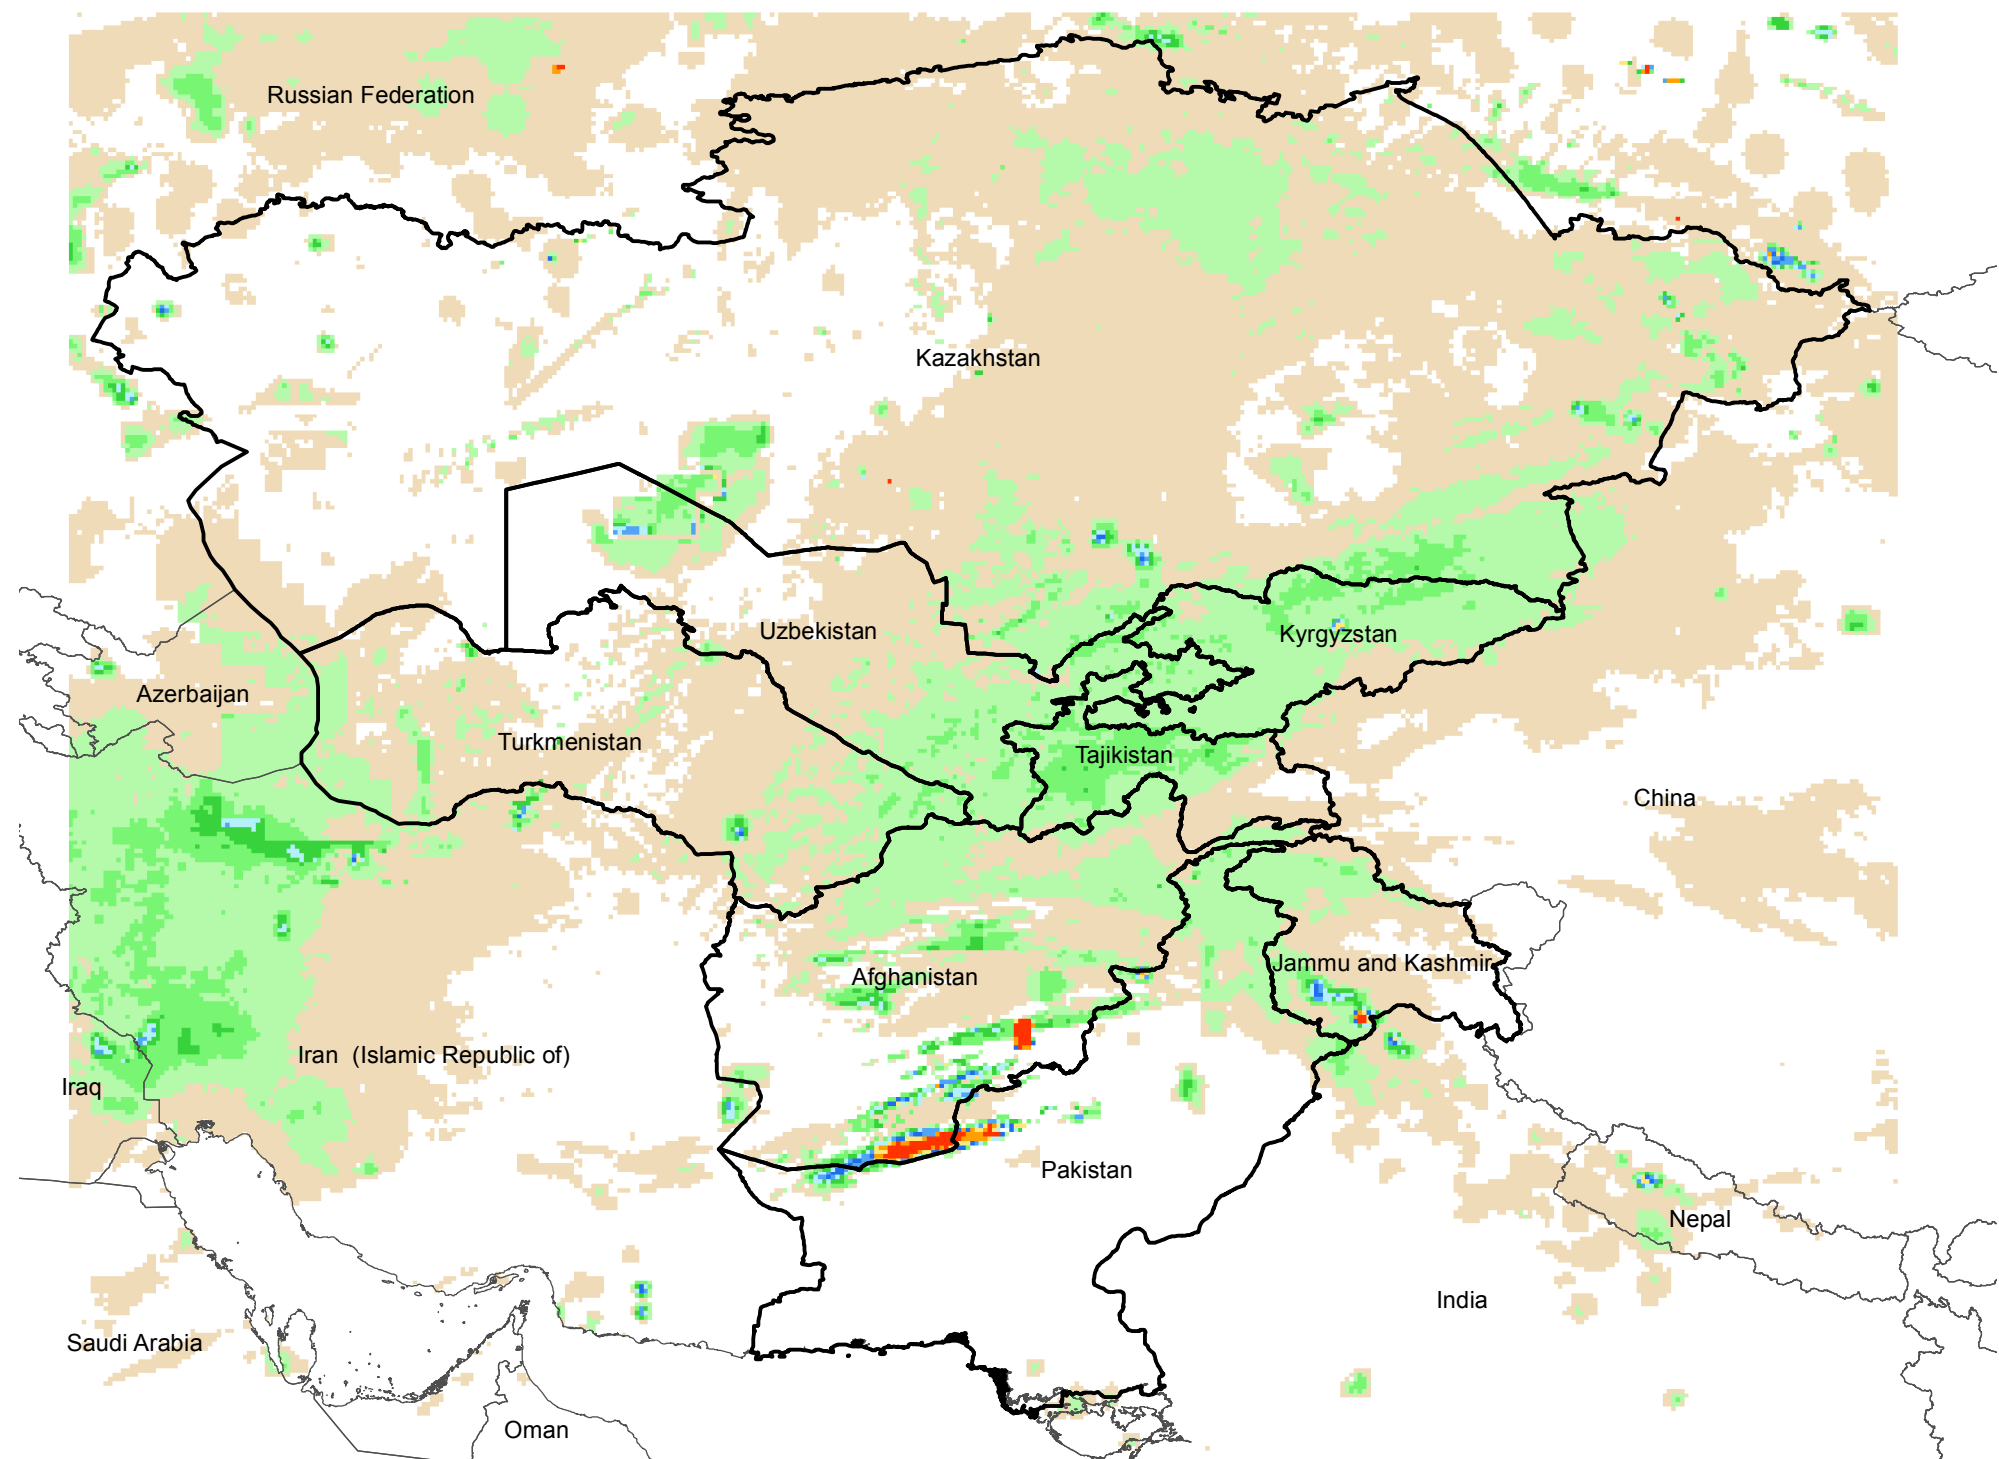 Russian Federation
Kazakhstan
Uzbekistan
Kyrgyzstan
Azerbaijan
Turkmenistan
Tajikistan
China
Jammu and Kashmir
Afghanistan
Iran (Islamic Republic of)
Iraq
Pakistan
Nepal
India
Saudi Arabia
Oman